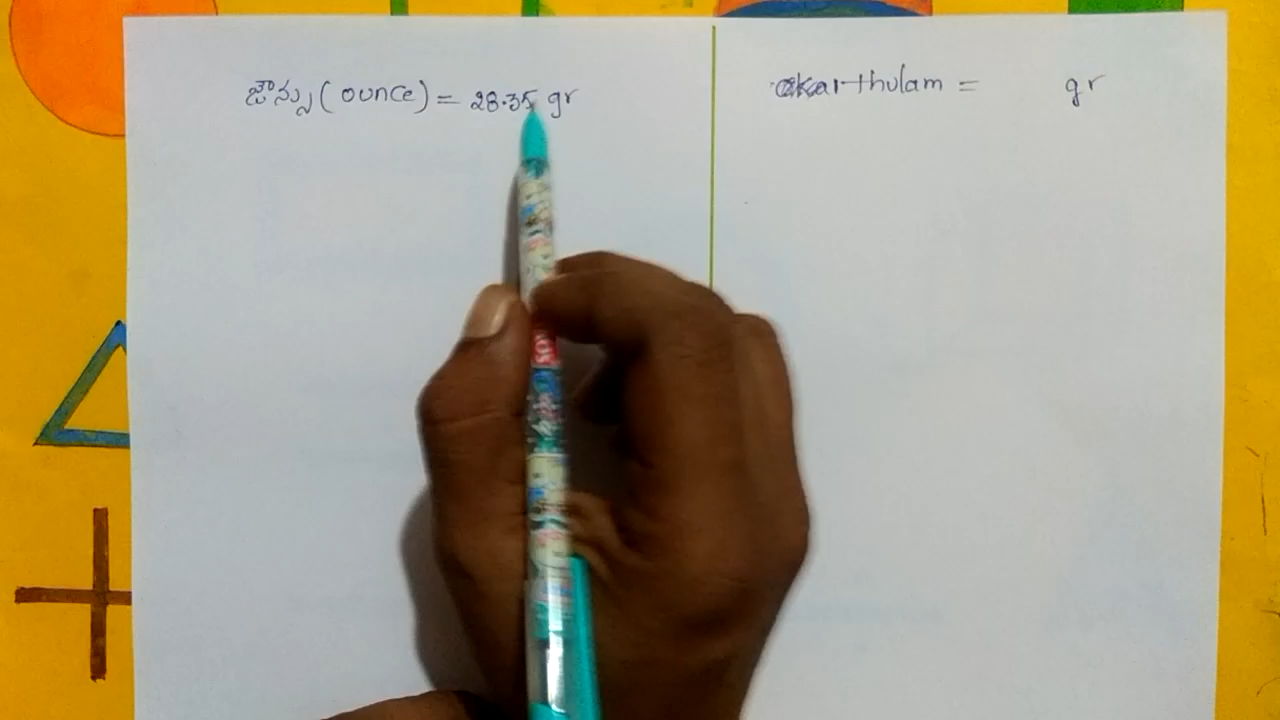 ఔన్సు (ounce) = 28.35 gr
thulam = gr